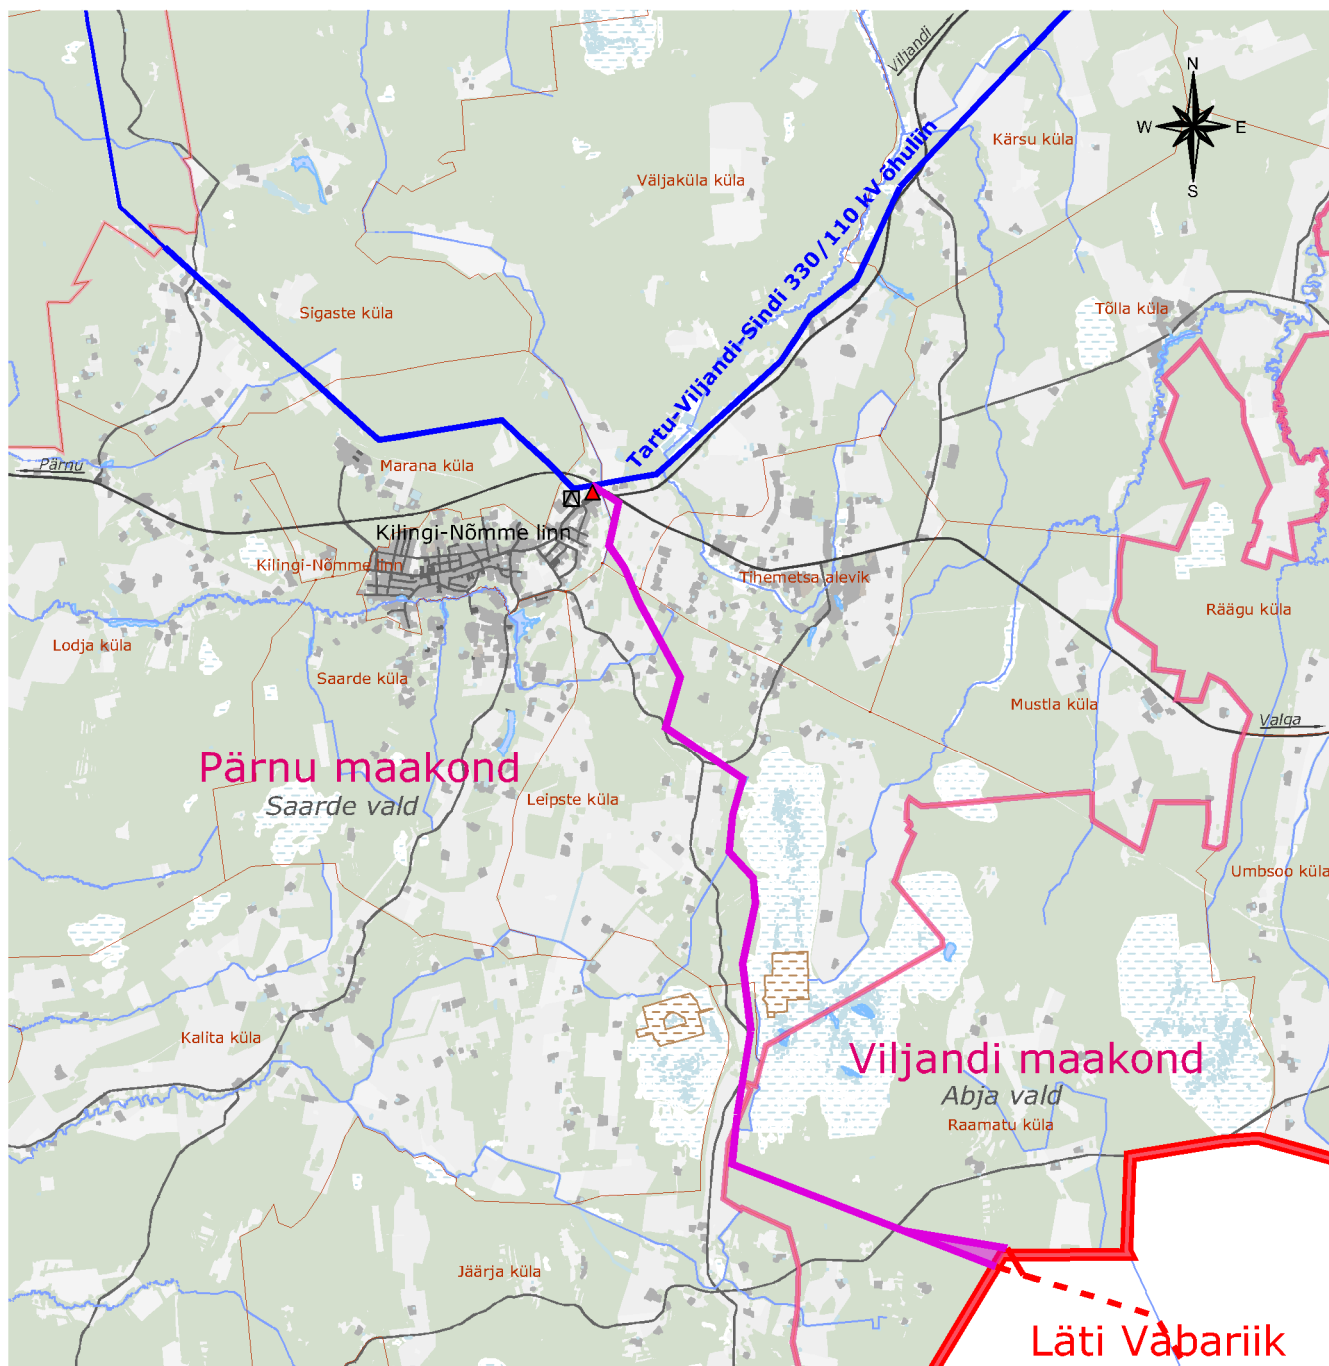 Viljandi
N
W
E
S
Kärsu küla
Väljaküla küla
Tartu-Viljandi-Sindi 330/110 kV õhuliin
Sigaste küla
Tõlla küla
Pärnu
Marana küla
Kilingi-Nõmme linn
Kilingi-Nõmme linn
Tihemetsa alevik
Räägu küla
Lodja küla
Saarde küla
Mustla küla
Valga
Pärnu maakond
Saarde vald
Leipste küla
Umbsoo küla
Kalita küla
Viljandi maakond
Abja vald
Raamatu küla
Jäärja küla
Läti Vabariik